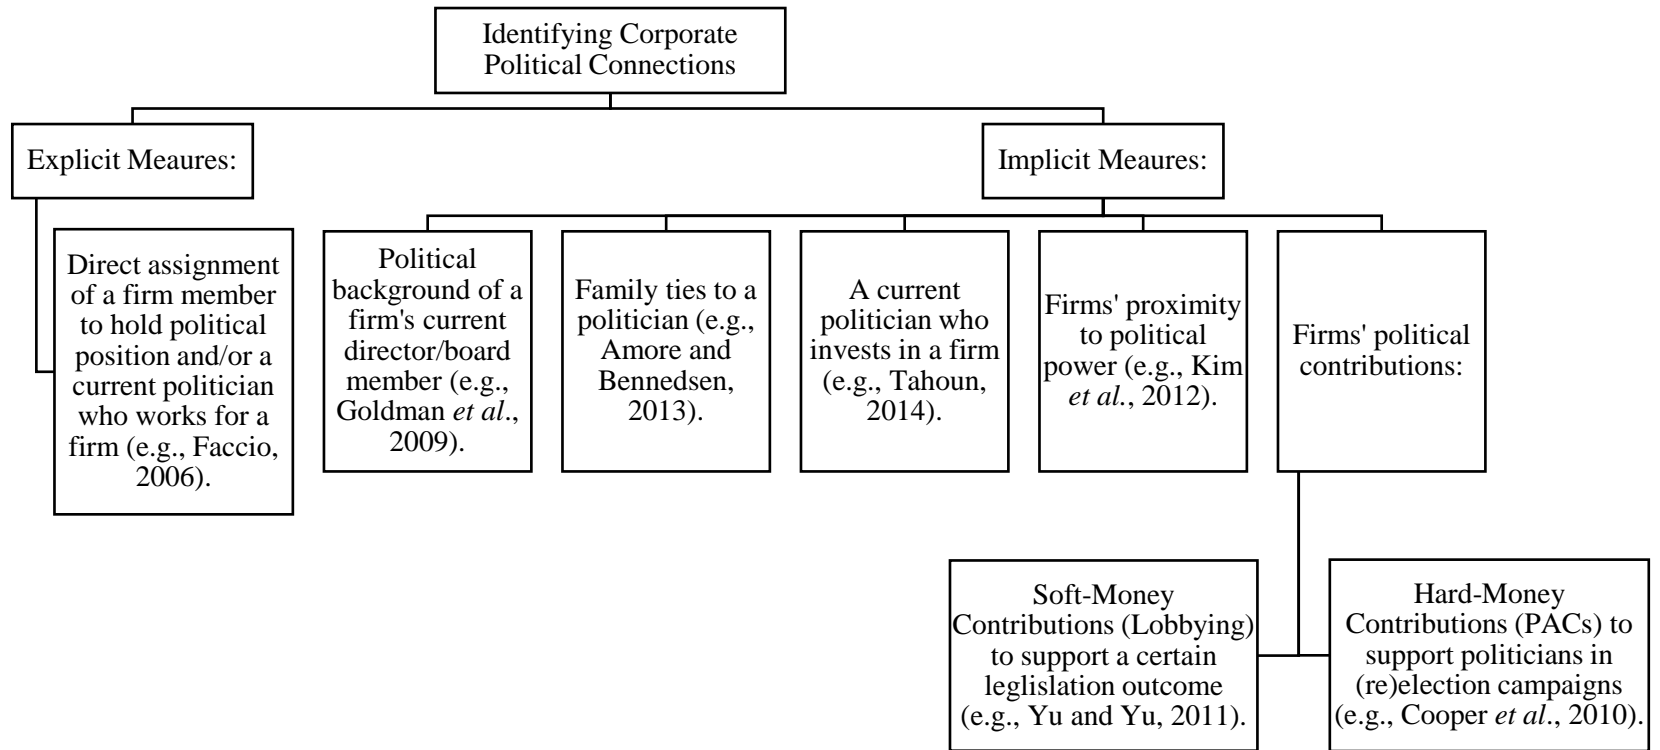 Identifying Corporate
Political Connections
Explicit Meaures:
Implicit Meaures:
Direct assignment
of a firm member
to hold political
position and/or a
current politician
who works for a
firm (e.g., Faccio,
2006).
Political
background of a
firm's current
director/board
member (e.g.,
Goldman et al.,
2009).
Family ties to a
politician (e.g.,
Amore and
Bennedsen,
2013).
A current
politician who
invests in a firm
(e.g., Tahoun,
2014).
Firms' proximity
to political
power (e.g., Kim
et al., 2012).
Firms' political
contributions:
Soft-Money
Contributions (Lobbying)
to support a certain
leglislation outcome
(e.g., Yu and Yu, 2011).
Hard-Money
Contributions (PACs) to
support politicians in
(re)election campaigns
(e.g., Cooper et al., 2010).